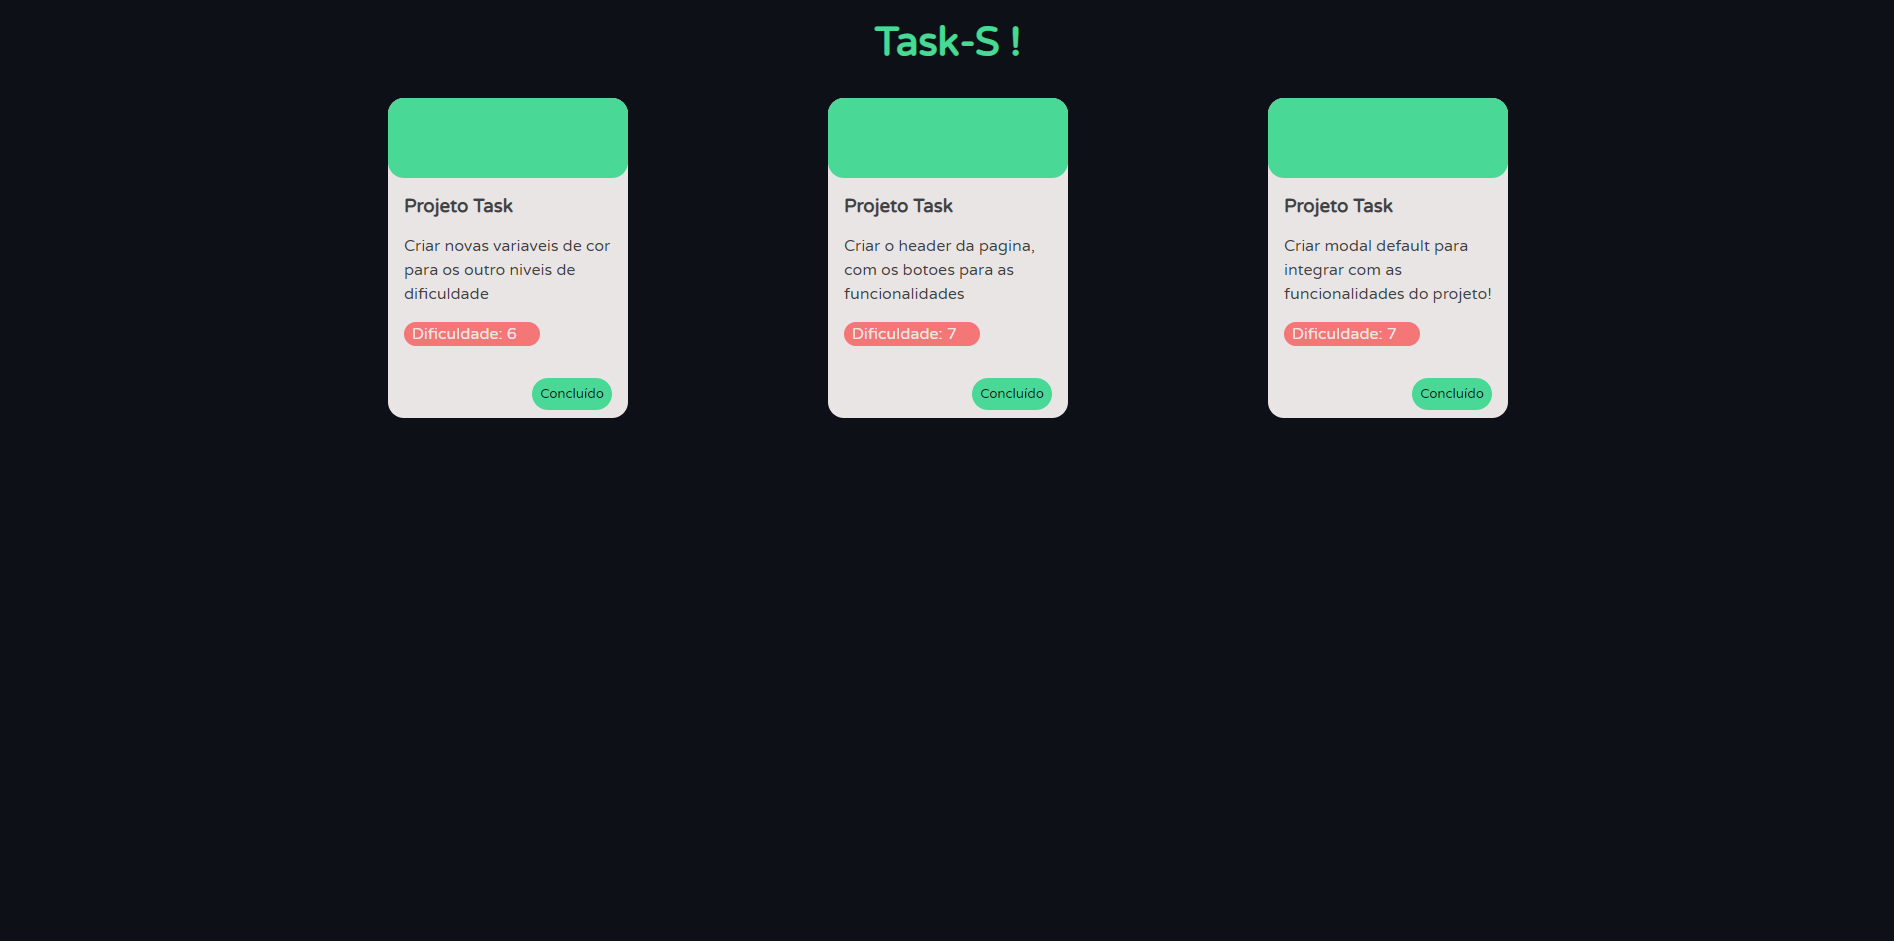 Task-S !
Projeto Task
Criar novas variaveis de cor
para os outro niveis de
dificuldade
Dificuldade: 6
Concluído
Projeto Task
Criar o header da pagina,
com os botoes para as
funcionalidades
Dificuldade: 7
Concluído
Projeto Task
Criar modal default para
integrar com as
funcionalidades do projeto!
Dificuldade: 7
Concluído